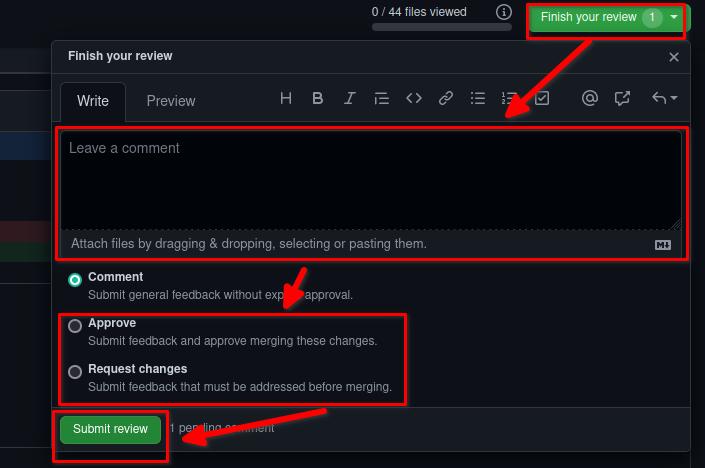 0 / 44 files viewed
Finish your review 1
Finish your review
Write Preview
Leave a comment
Attach files by dragging & dropping, selecting or pasting them.
Comment
Submit general feedback without approval.
Approve
Submit feedback and approve merging these changes.
Request changes
Submit feedback that must be addressed before merging.
Submit review 1 pending comment